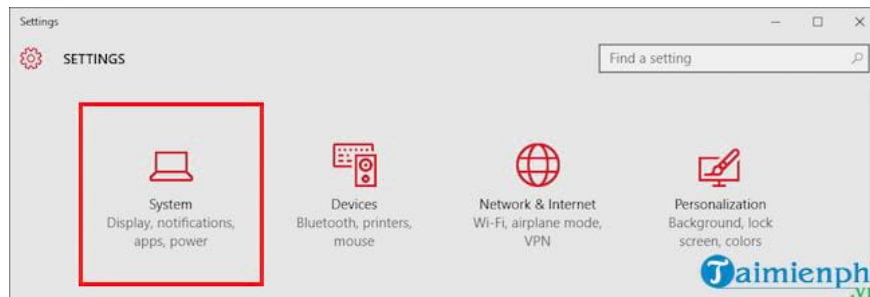 Settings
SETTINGS
Find a setting
System
Display, notifications,
apps, power
Devices
Bluetooth, printers,
mouse
Network & Internet
Wi-Fi, airplane mode,
VPN
Personalization
Background, lock
screen, colors
Taimienph
.vn